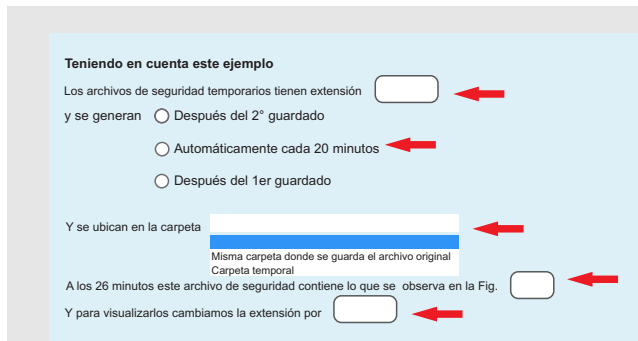 Teniendo en cuenta este ejemplo
Los archivos de seguridad temporarios tienen extensión
y se generan Después del 2° guardado
Automáticamente cada 20 minutos
Después del 1er guardado
Y se ubican en la carpeta
Misma carpeta donde se guarda el archivo original
Carpeta temporal
A los 26 minutos este archivo de seguridad contiene lo que se observa en la Fig.
Y para visualizarlos cambiamos la extensión por